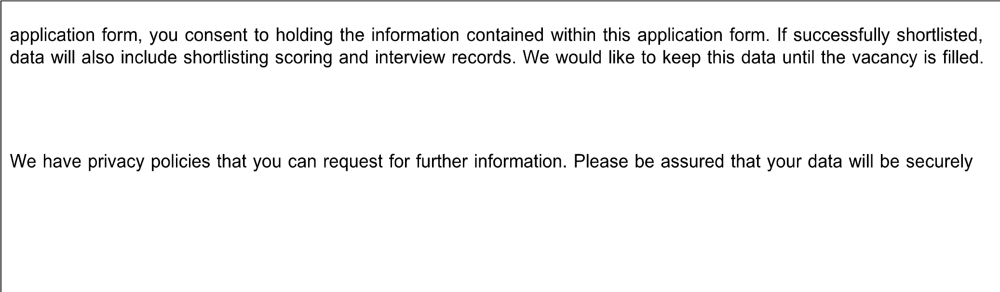 application form, you consent to holding the information contained within this application form. If successfully shortlisted,
data will also include shortlisting scoring and interview records. We would like to keep this data until the vacancy is filled.
We have privacy policies that you can request for further information. Please be assured that your data will be securely